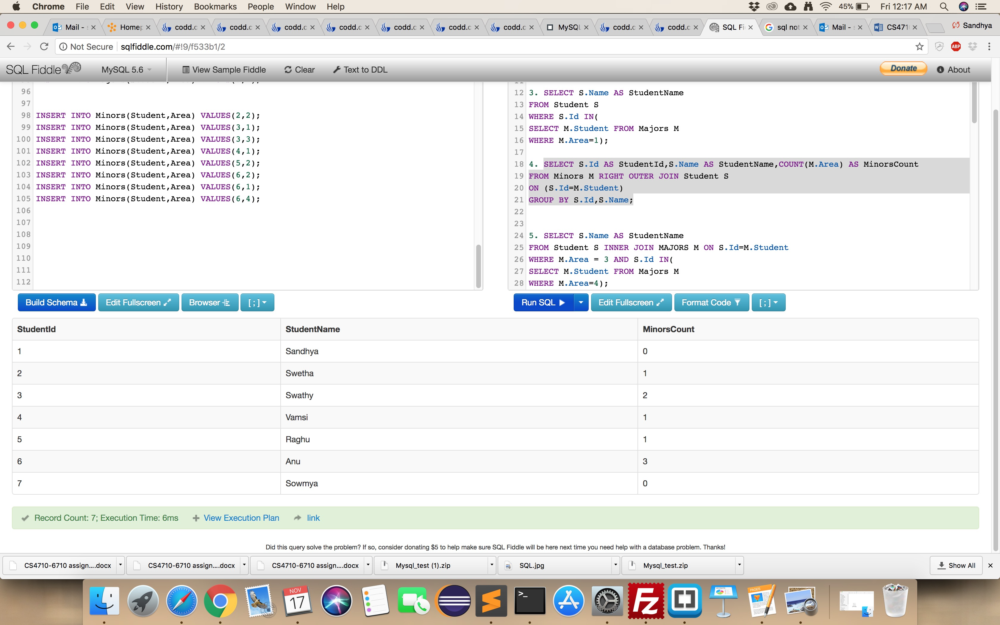 Chrome File Edit View History Bookmarks People Window Help 45% Fri 12:17 AM
Mail - Homep codd.c codd.c codd.c codd.c codd.c codd.c codd.c MySQL codd.c codd.c SQL Fi sql not Mail - CS471 Sandhya
Not Secure sqlfiddle.com/#!9/f533b1/2 ABP
SQL Fiddle MySQL 5.6 View Sample Fiddle Clear Text to DDL Donate About
96
97
98 INSERT INTO Minors(Student,Area) VALUES(2,2);
99 INSERT INTO Minors(Student,Area) VALUES(3,1);
100 INSERT INTO Minors(Student,Area) VALUES(3,3);
101 INSERT INTO Minors(Student,Area) VALUES(4,1);
102 INSERT INTO Minors(Student,Area) VALUES(5,2);
103 INSERT INTO Minors(Student,Area) VALUES(6,2);
104 INSERT INTO Minors(Student,Area) VALUES(6,1);
105 INSERT INTO Minors(Student,Area) VALUES(6,4);
106
107
108
109
110
111
112
12 3. SELECT S.Name AS StudentName
13 FROM Student S
14 WHERE S.Id IN(
15 SELECT M.Student FROM Majors M
16 WHERE M.Area=1);
17
18 4. SELECT S.Id AS StudentId,S.Name AS StudentName,COUNT(M.Area) AS MinorsCount
19 FROM Minors M RIGHT OUTER JOIN Student S
20 ON (S.Id=M.Student)
21 GROUP BY S.Id,S.Name;
22
23
24 5. SELECT S.Name AS StudentName
25 FROM Student S INNER JOIN MAJORS M ON S.Id=M.Student
26 WHERE M.Area = 3 AND S.Id IN(
27 SELECT M.Student FROM Majors M
28 WHERE M.Area=4);
Build Schema Edit Fullscreen Browser [ ; ] Run SQL Edit Fullscreen Format Code [ ; ]
StudentId StudentName MinorsCount
1 Sandhya 0
2 Swetha 1
3 Swathy 2
4 Vamsi 1
5 Raghu 1
6 Anu 3
7 Sowmya 0
Record Count: 7; Execution Time: 6ms View Execution Plan link
Did this query solve the problem? If so, consider donating $5 to help make sure SQL Fiddle will be here next time you need help with a database problem. Thanks!
CS4710-6710 assign....docx CS4710-6710 assign....docx CS4710-6710 assign....docx Mysql_test (1).zip SQL.jpg Mysql_test.zip Show All
NOV
17
>_
Fz
KEYNOTE
PAGES